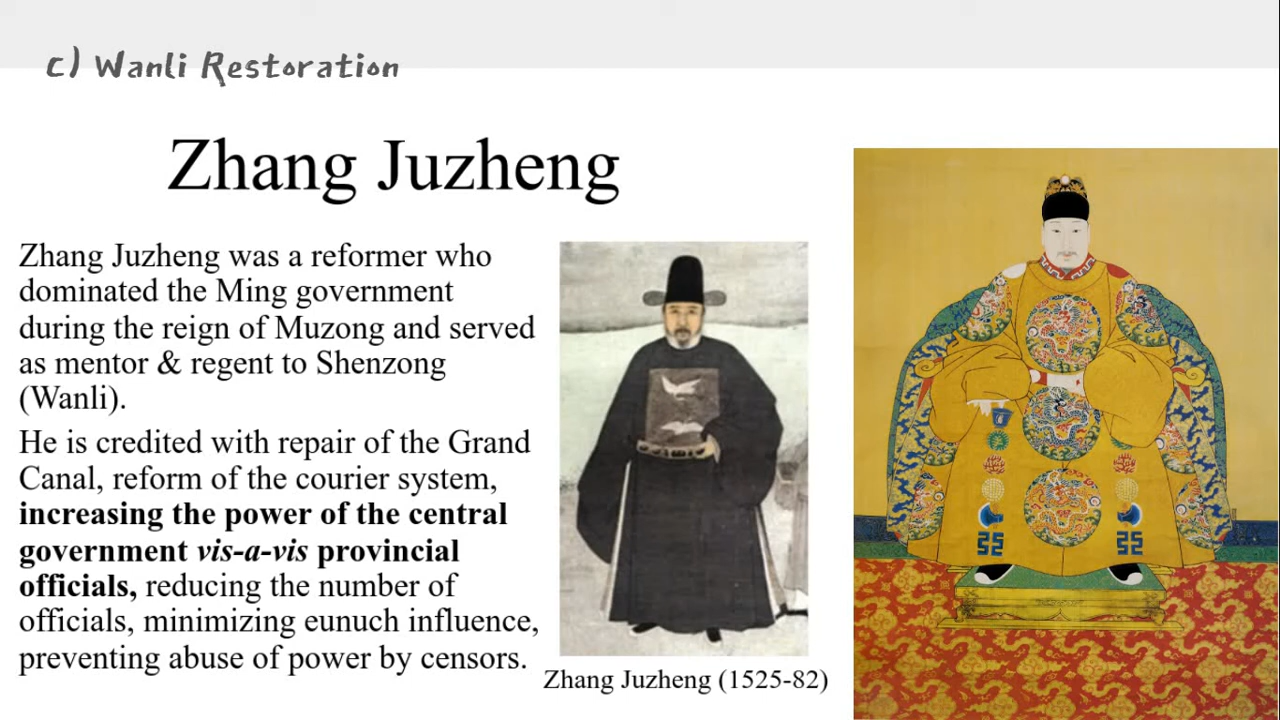 c) Wanli Restoration
Zhang Juzheng
Zhang Juzheng was a reformer who
dominated the Ming government
during the reign of Muzong and served
as mentor & regent to Shenzong
(Wanli).
He is credited with repair of the Grand
Canal, reform of the courier system,
increasing the power of the central
government vis-a-vis provincial
officials, reducing the number of
officials, minimizing eunuch influence,
preventing abuse of power by censors.
Zhang Juzheng (1525-82)